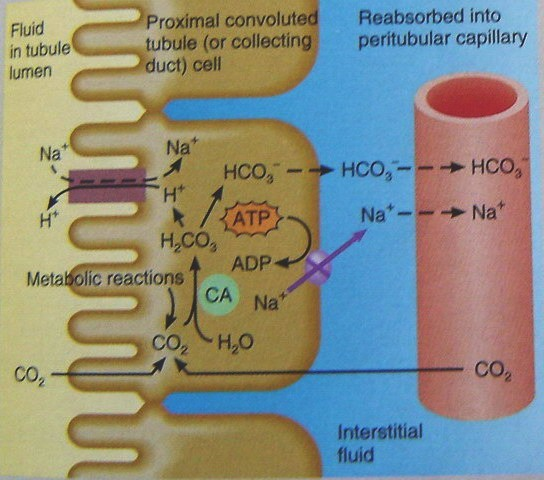 Fluid
in tubule
lumen
Proximal convoluted
tubule (or collecting
duct) cell
Reabsorbed into
peritubular capillary
Na⁺
Na⁺
H⁺
H⁺
HCO₃⁻
HCO₃⁻
HCO₃⁻
ATP
Na⁺
Na⁺
H₂CO₃
ADP
Metabolic reactions
CA
Na⁺
CO₂
H₂O
CO₂
CO₂
Interstitial
fluid